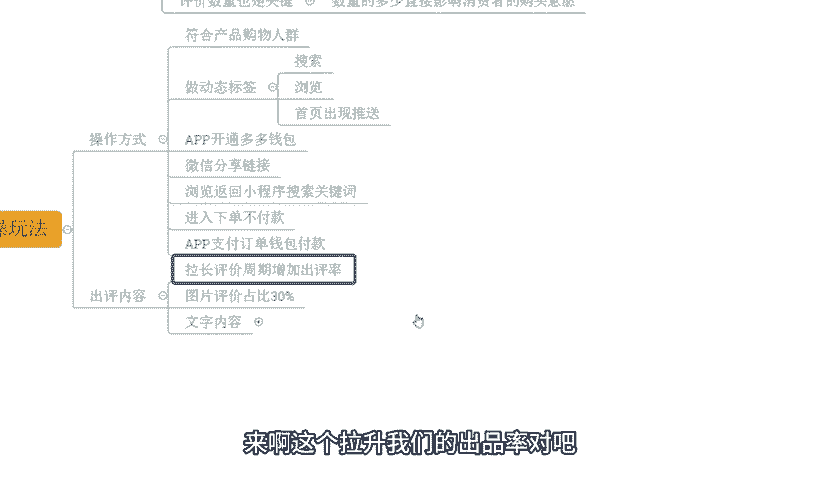 评价数量也是关键 数量的多少直接影响消费者的购买意愿
符合产品购物人群
搜索
做动态标签
浏览
首页出现推送
操作方式
APP开通多多钱包
微信分享链接
浏览返回小程序搜索关键词
进入下单不付款
玩法
APP支付订单钱包付款
拉长评价周期增加出评率
出评内容
图片评价占比30%
文字内容
来啊这个拉升我们的出品率对吧